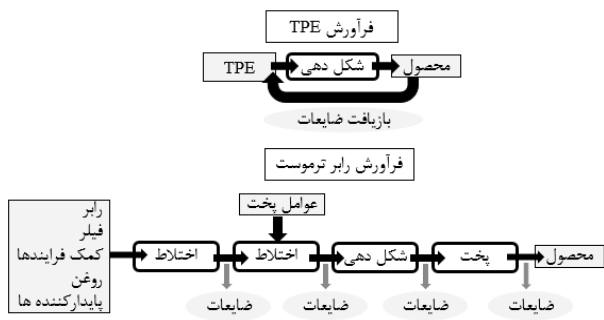 فرآورش TPE
TPE
شکل دهی
محصول
بازیافت ضایعات
فرآورش رابر ترموست
رابر
فیلر
کمک فرایندها
روغن
پایدارکننده ها
عوامل پخت
اختلاط
اختلاط
شکل دهی
پخت
محصول
ضایعات
ضایعات
ضایعات
ضایعات